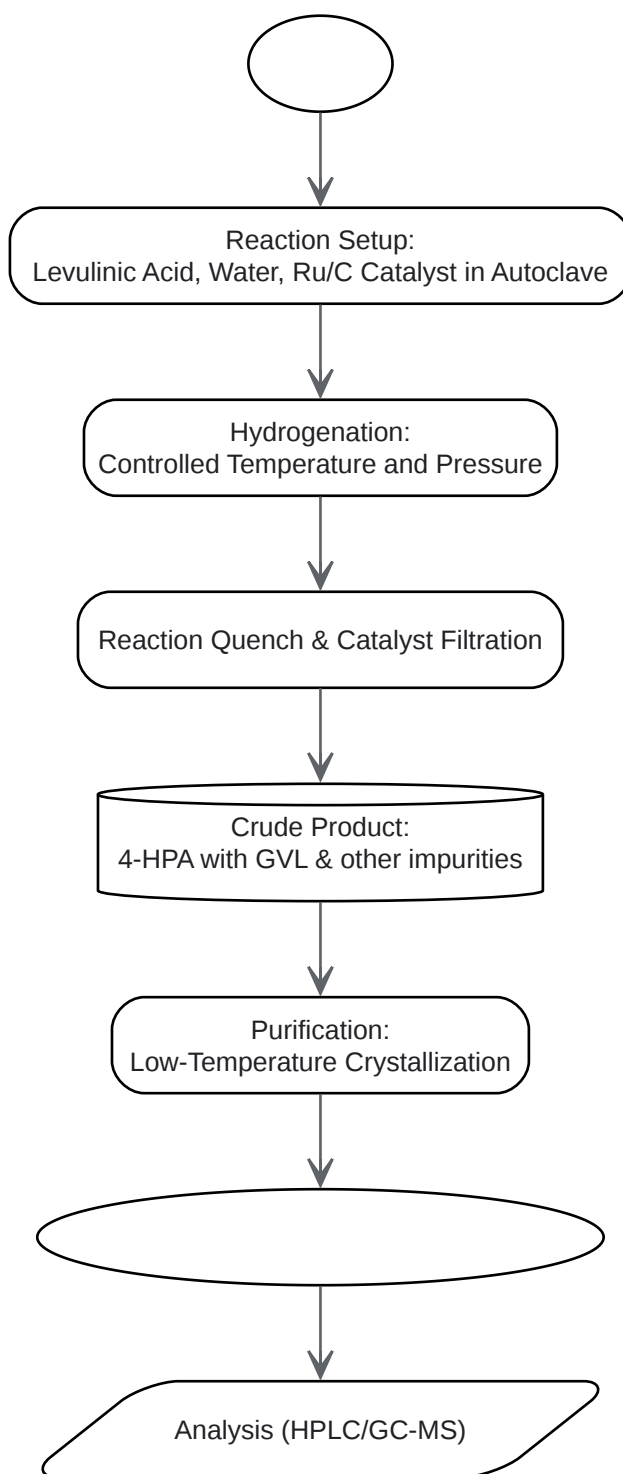 Reaction Setup:
Levulinic Acid, Water, Ru/C Catalyst in Autoclave
Hydrogenation:
Controlled Temperature and Pressure
Reaction Quench & Catalyst Filtration
Crude Product:
4-HPA with GVL & other impurities
Purification:
Low-Temperature Crystallization
Analysis (HPLC/GC-MS)